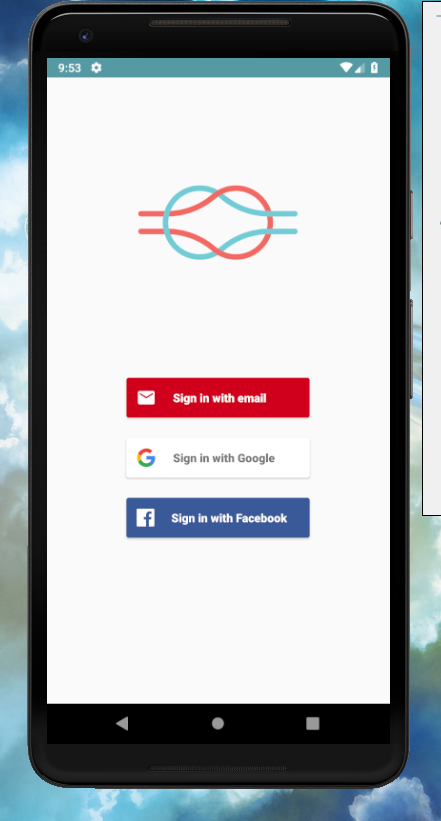 9:53
Sign in with email
Sign in with Google
Sign in with Facebook